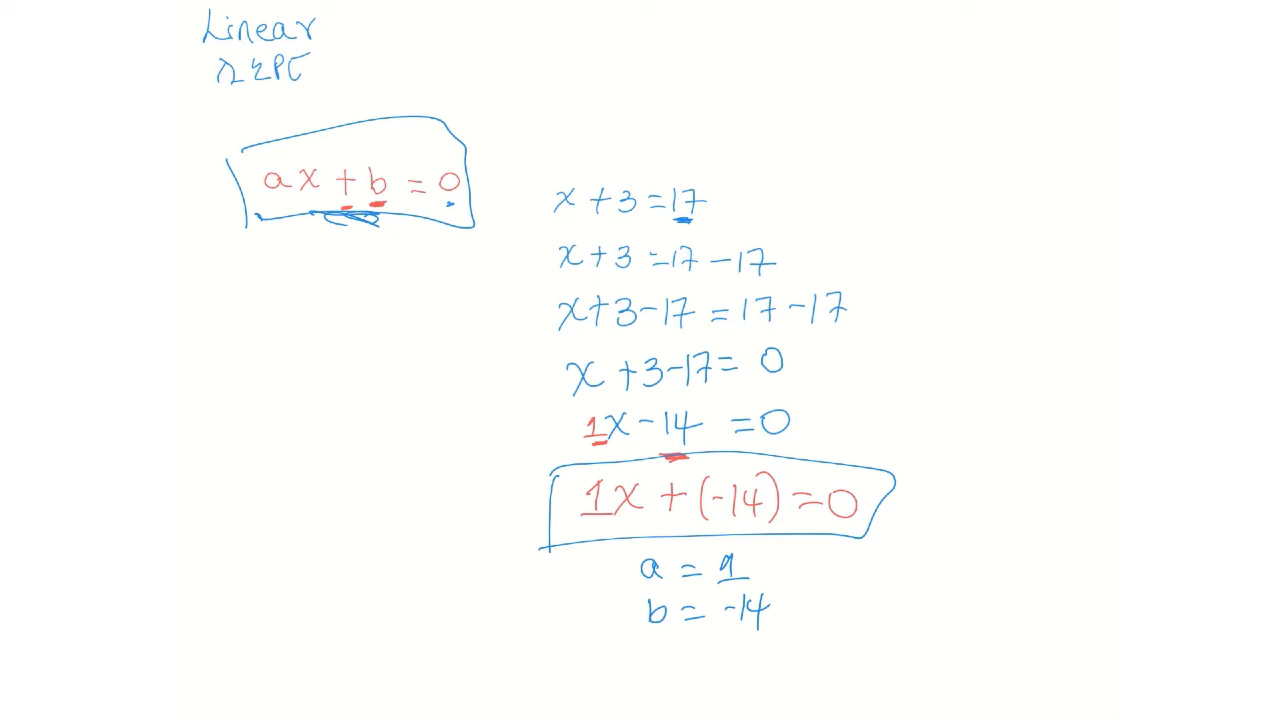 Linear
ax + b = 0
x + 3 = 17
x + 3 = 17 - 17
x + 3 - 17 = 17 - 17
x + 3 - 17 = 0
1x - 14 = 0
1x + (-14) = 0
a = 1
b = -14